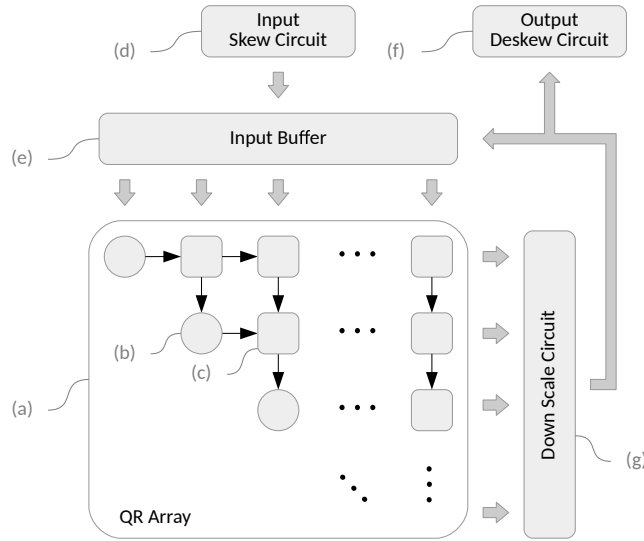 Input
Skew Circuit
Output
Deskew Circuit
(d)
(f)
Input Buffer
(e)
(b)
(c)
(a)
Down Scale Circuit
(g)
QR Array